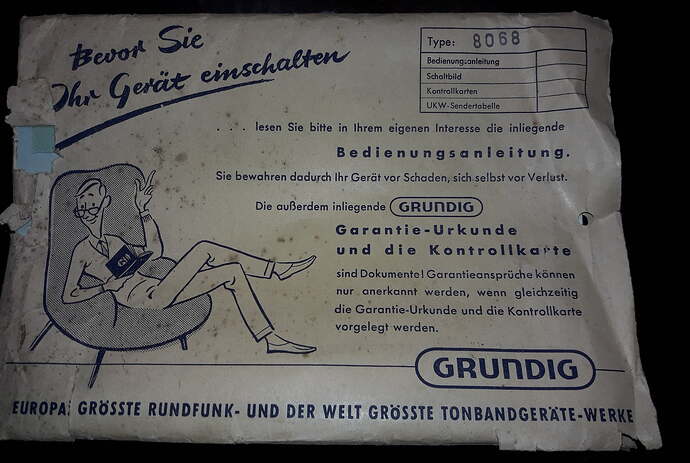 Bevor Sie
Ihr Gerät einschalten
Type: 8068
Bedienungsanleitung
Schaltbild
Kontrollkarten
UKW-Sendertabelle
. . . lesen Sie bitte in Ihrem eigenen Interesse die inliegende
Bedienungsanleitung.
Sie bewahren dadurch Ihr Gerät vor Schaden, sich selbst vor Verlust.
Die außerdem inliegende GRUNDIG
Garantie-Urkunde
und die Kontrollkarte
sind Dokumente! Garantieansprüche können
nur anerkannt werden, wenn gleichzeitig
die Garantie-Urkunde und die Kontrollkarte
vorgelegt werden.
GRUNDIG
EUROPAS GRÖSSTE RUNDFUNK- UND DER WELT GRÖSSTE TONBANDGERÄTE-WERKE